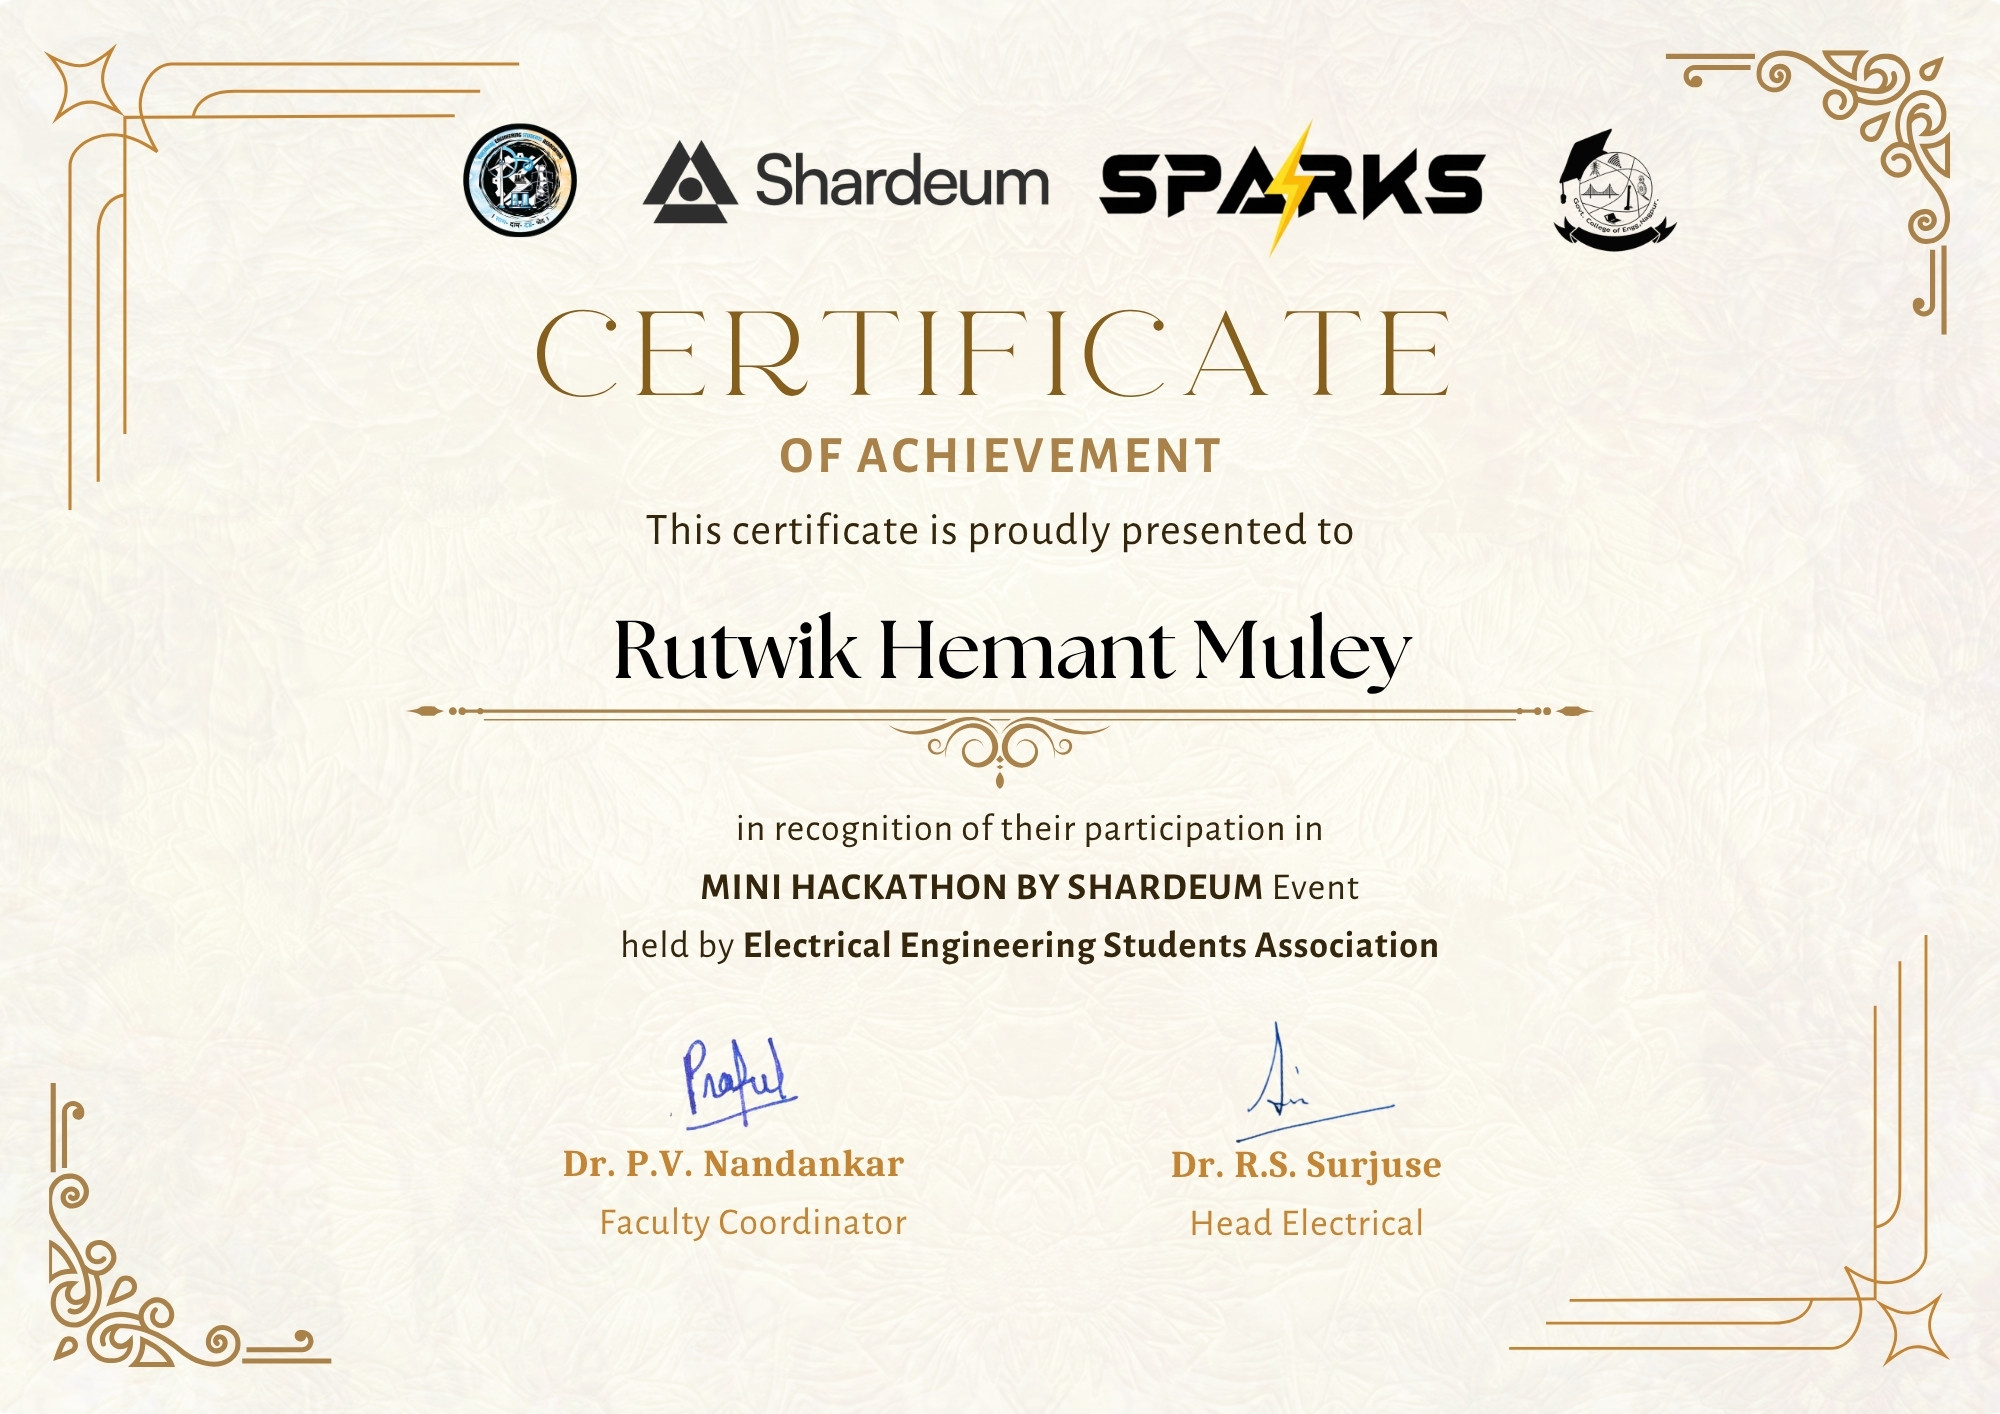 Shardeum
SPARKS
Govt. College of Engg, Nagpur.
CERTIFICATE
OF ACHIEVEMENT
This certificate is proudly presented to
Rutwik Hemant Muley
in recognition of their participation in
MINI HACKATHON BY SHARDEUM Event
held by Electrical Engineering Students Association
Praful
Dr. P.V. Nandankar
Faculty Coordinator
Dr. R.S. Surjuse
Head Electrical